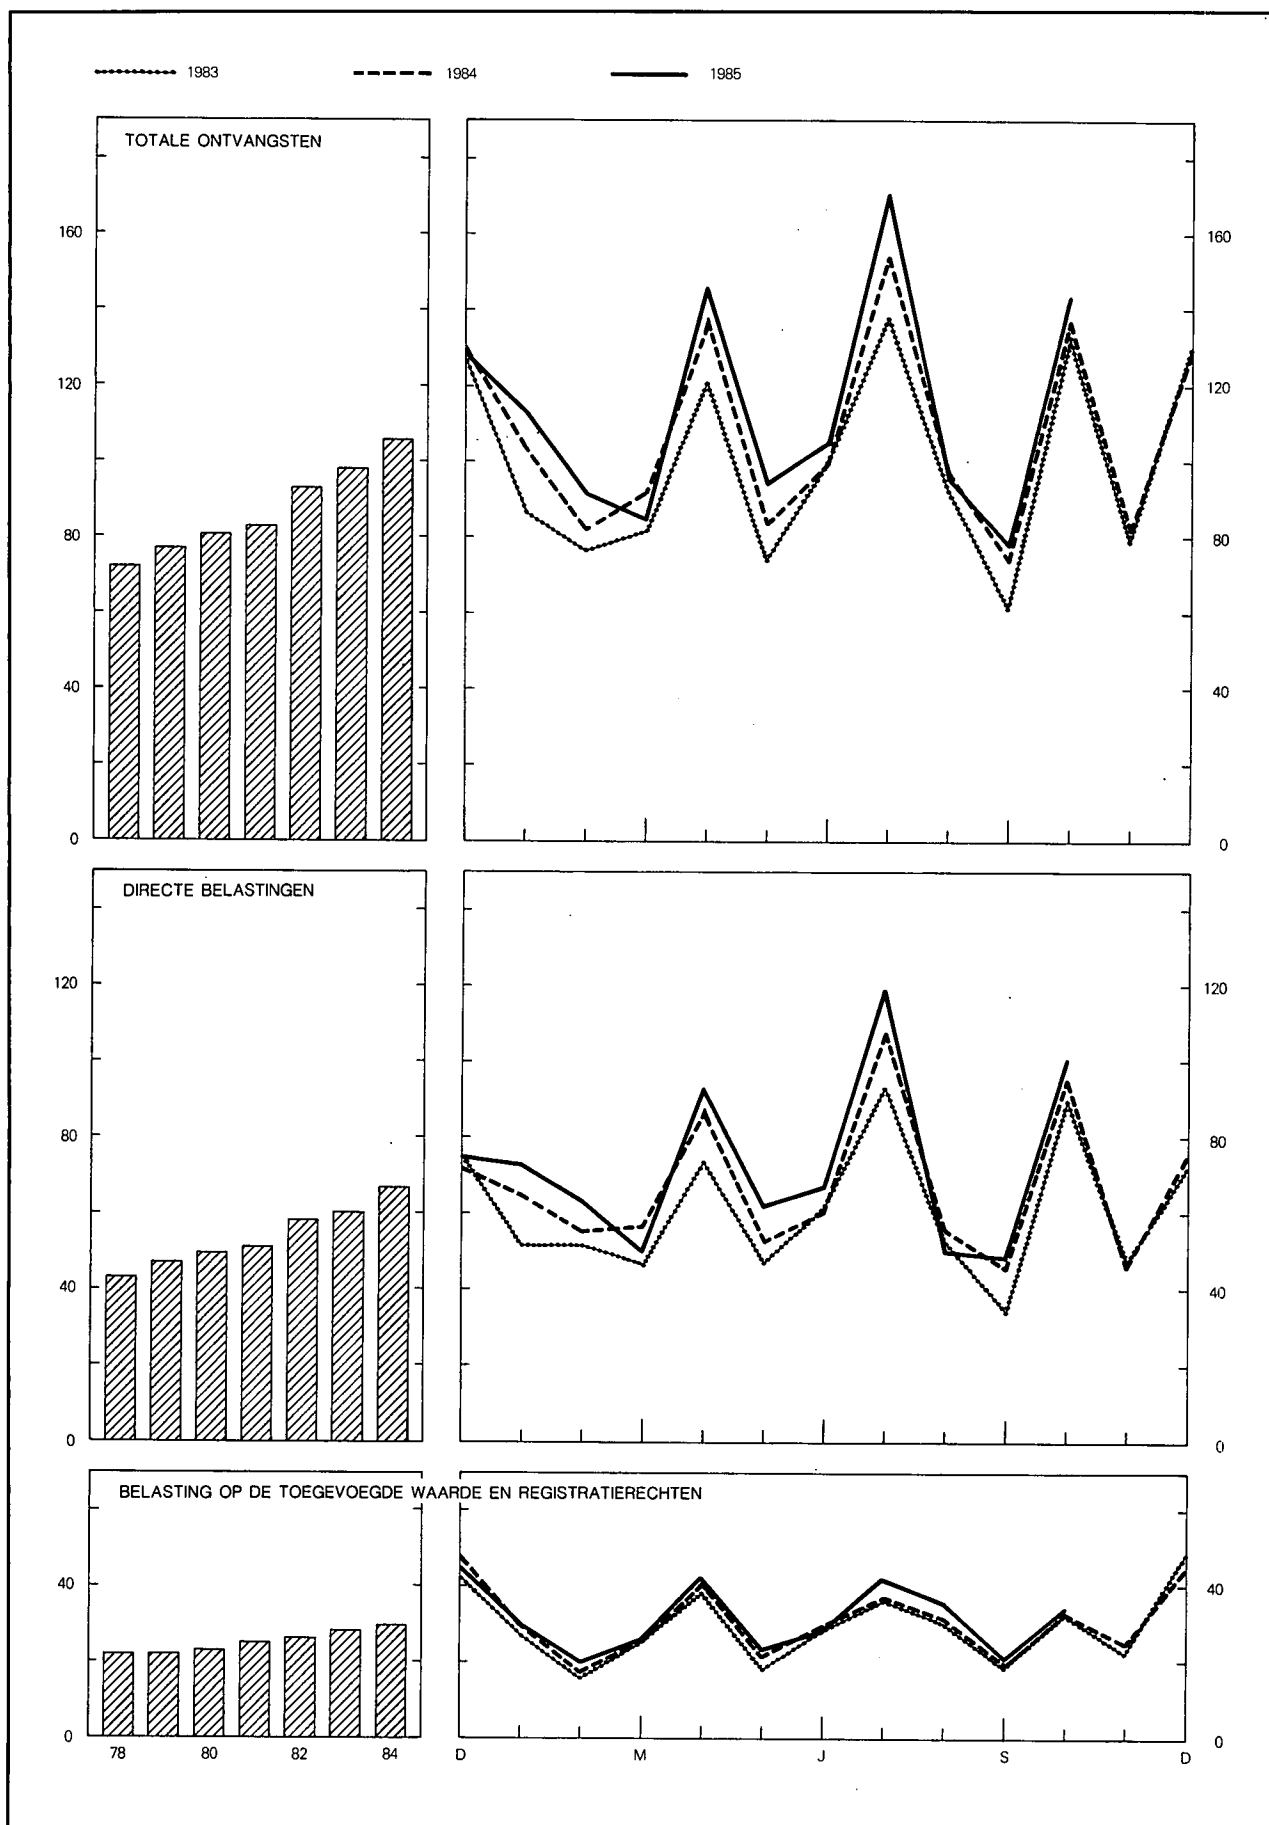 1983 1984 1985
TOTALE ONTVANGSTEN
160 160
120 120
80 80
40 40
0 0
DIRECTE BELASTINGEN
120 120
80 80
40 40
0 0
BELASTING OP DE TOEGEVOEGDE WAARDE EN REGISTRATIERECHTEN
40 40
0 0
78 80 82 84 D M J S D